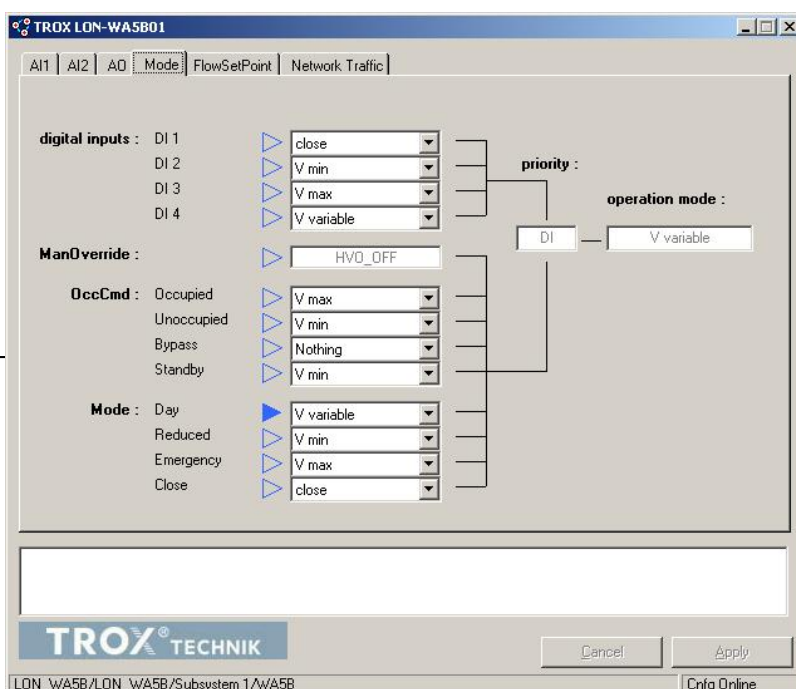 TROX LON-WA5B01
AI1 AI2 AO Mode FlowSetPoint Network Traffic
digital inputs : DI 1 close
DI 2 V min
DI 3 V max
DI 4 V variable
priority :
operation mode :
DI V variable
ManOverride : HVO_OFF
OccCmd : Occupied V max
Unoccupied V min
Bypass Nothing
Standby V min
Mode : Day V variable
Reduced V min
Emergency V max
Close close
TROX® TECHNIK
Cancel Apply
LON_WA5B/LON_WA5B/Subsystem 1/WA5B Cnfg Online